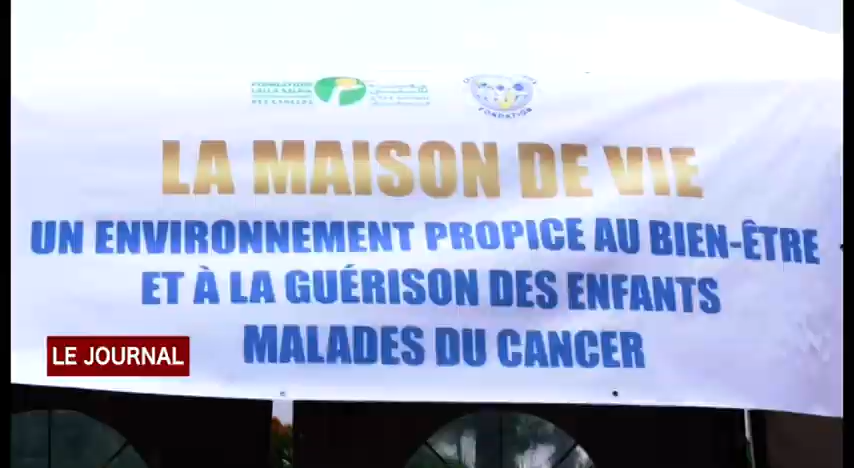 FONDATION
LA MAISON DE VIE
UN ENVIRONNEMENT PROPICE AU BIEN-ÊTRE
ET À LA GUÉRISON DES ENFANTS
MALADES DU CANCER
LE JOURNAL